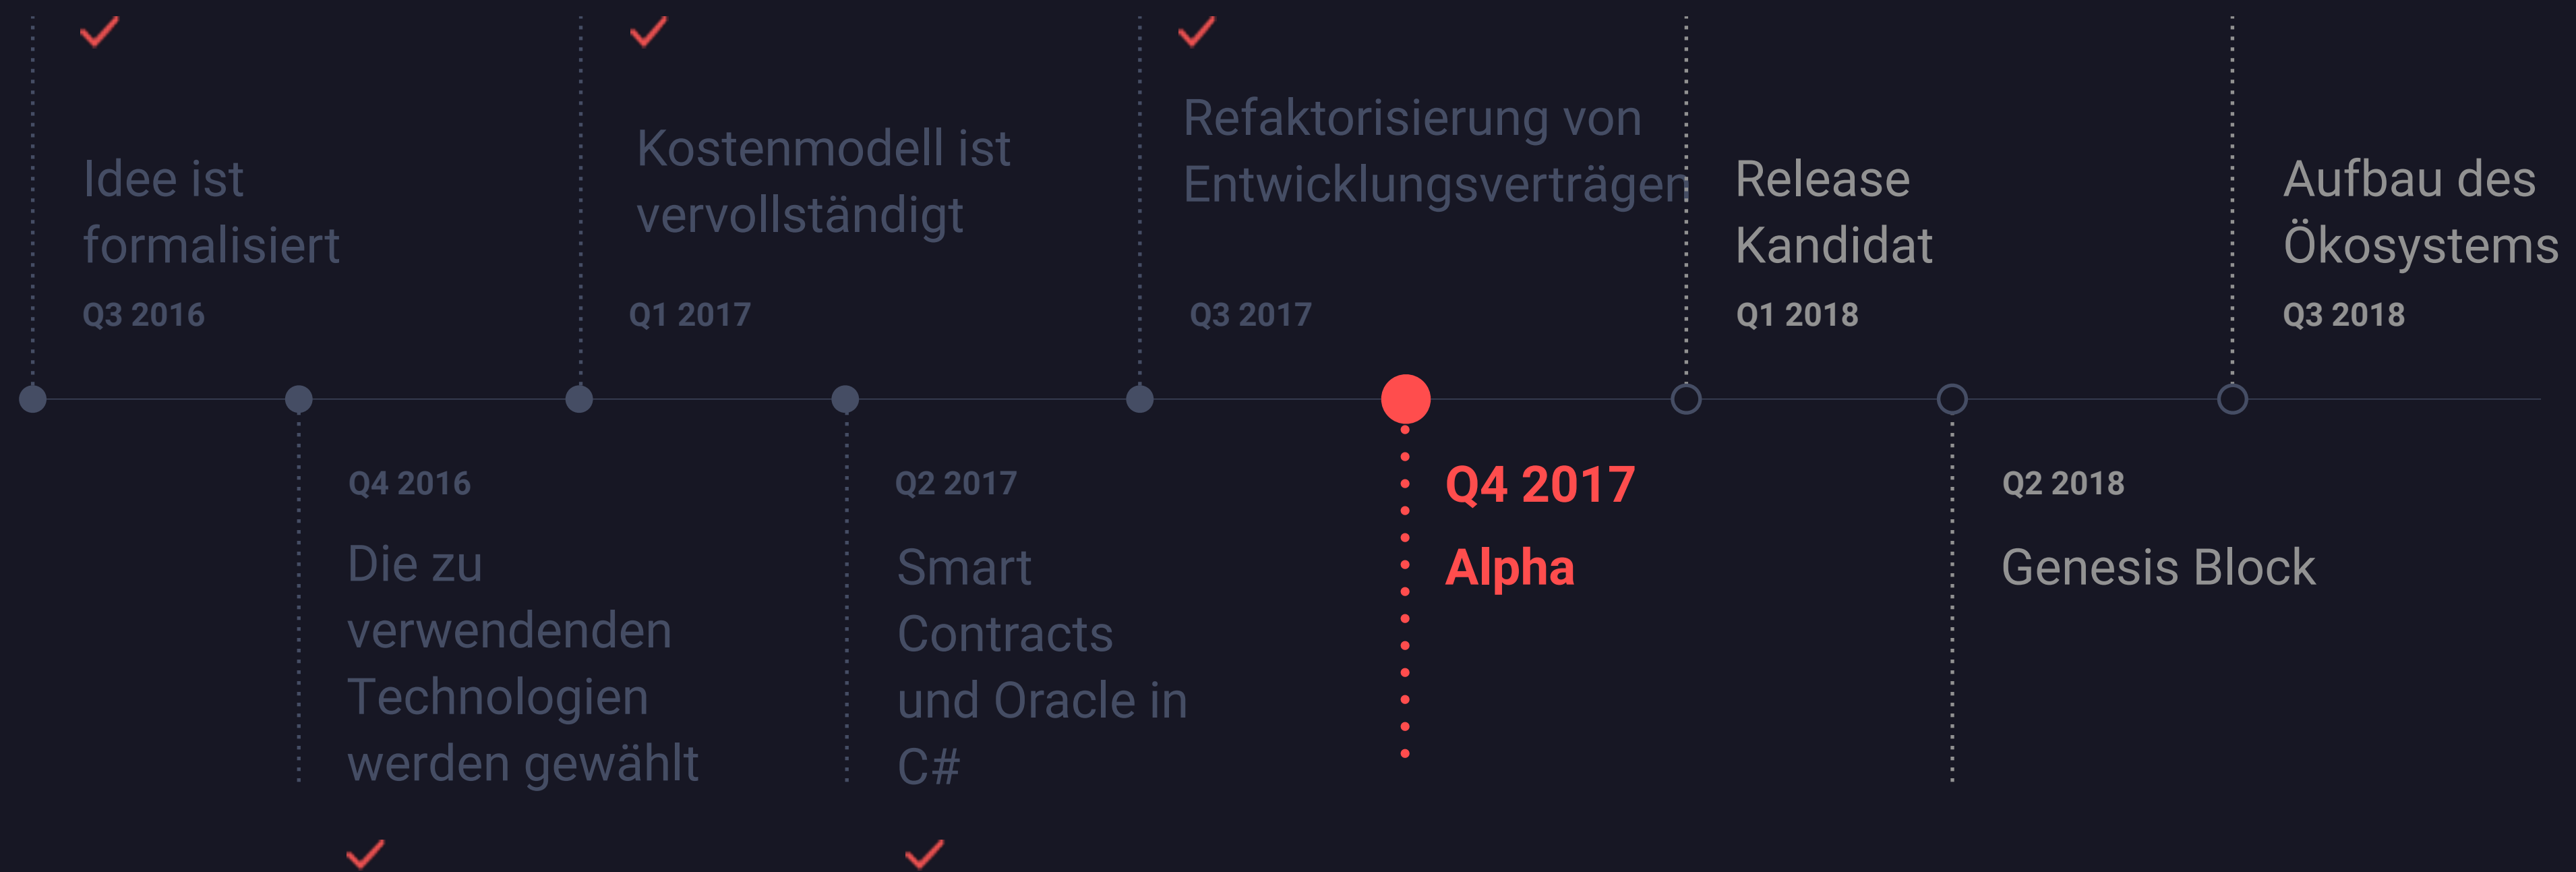 Idee ist
formalisiert
Q3 2016
Kostenmodell ist
vervollständigt
Q1 2017
Refaktorisierung von
Entwicklungsverträgen
Q3 2017
Release
Kandidat
Q1 2018
Aufbau des
Ökosystems
Q3 2018
Q4 2016
Die zu
verwendenden
Technologien
werden gewählt
Q2 2017
Smart
Contracts
und Oracle in
C#
Q4 2017
Alpha
Q2 2018
Genesis Block